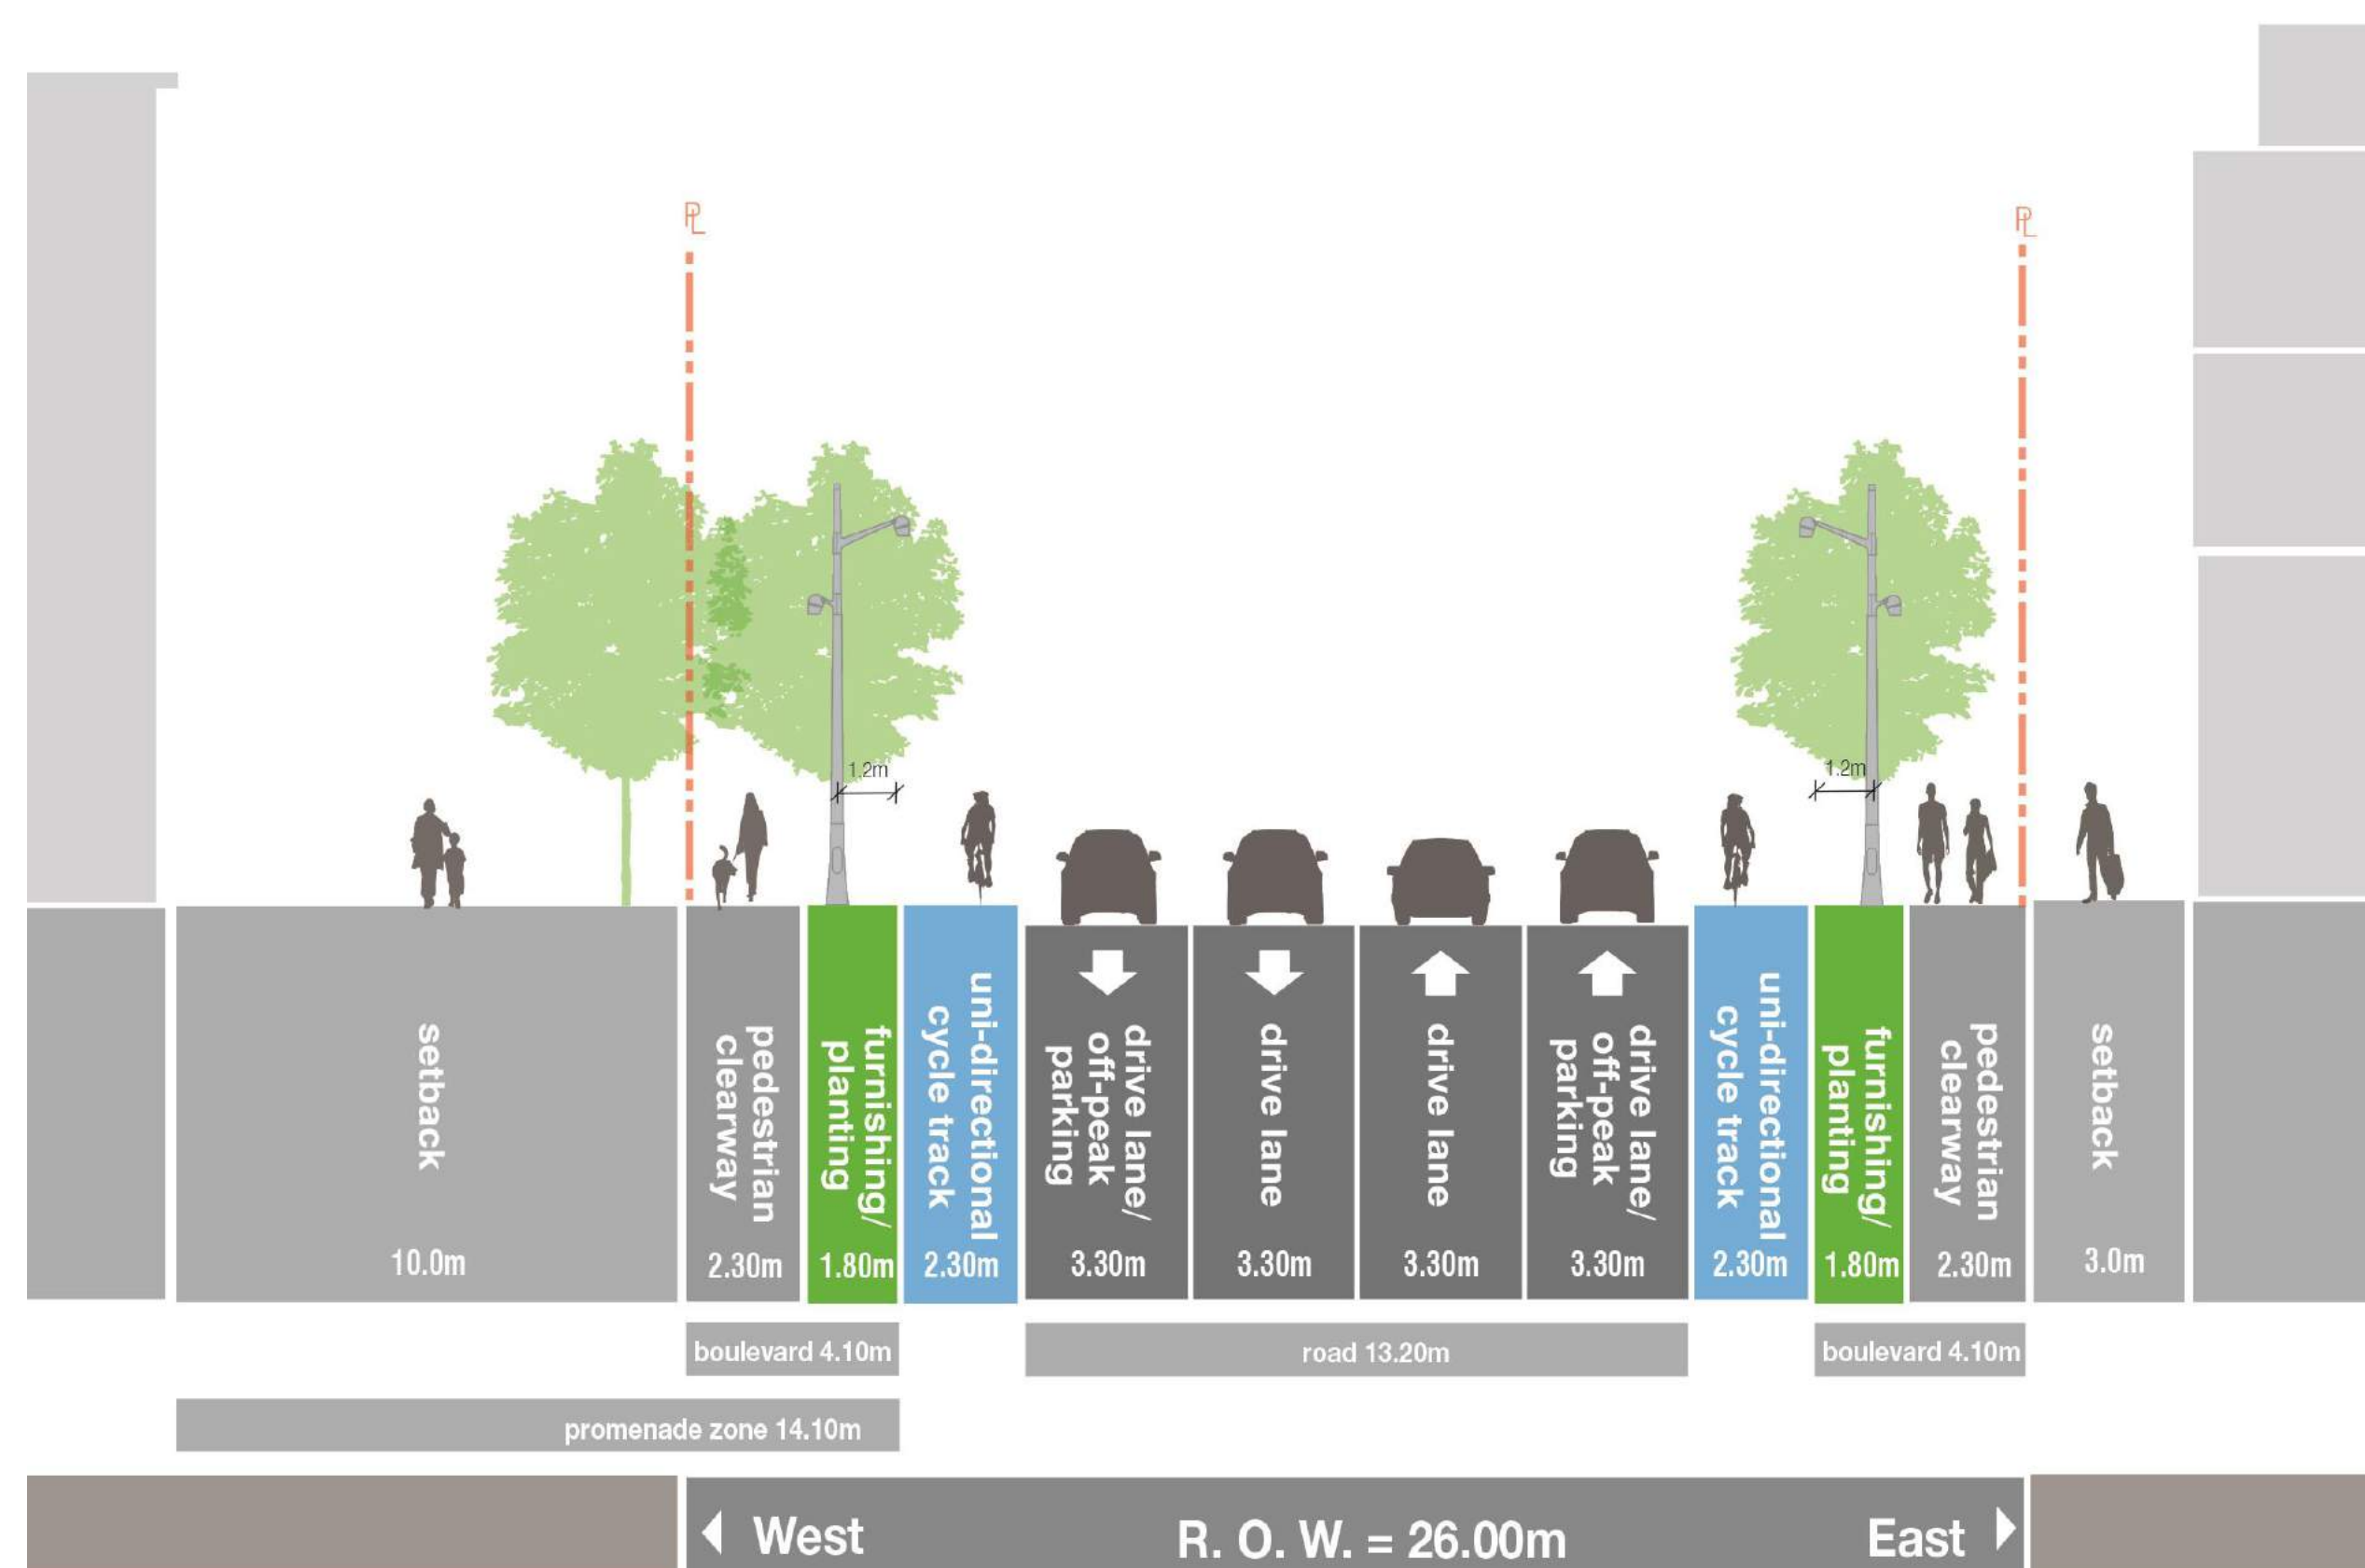 PL
PL
1.2m
1.2m
setback
10.0m
pedestrian
clearway
2.30m
furnishing/
planting
1.80m
uni-directional
cycle track
2.30m
drive lane/
off-peak
parking
3.30m
drive lane
3.30m
drive lane
3.30m
drive lane/
off-peak
parking
3.30m
uni-directional
cycle track
2.30m
furnishing/
planting
1.80m
pedestrian
clearway
2.30m
setback
3.0m
boulevard 4.10m
road 13.20m
boulevard 4.10m
promenade zone 14.10m
West
R. O. W. = 26.00m
East